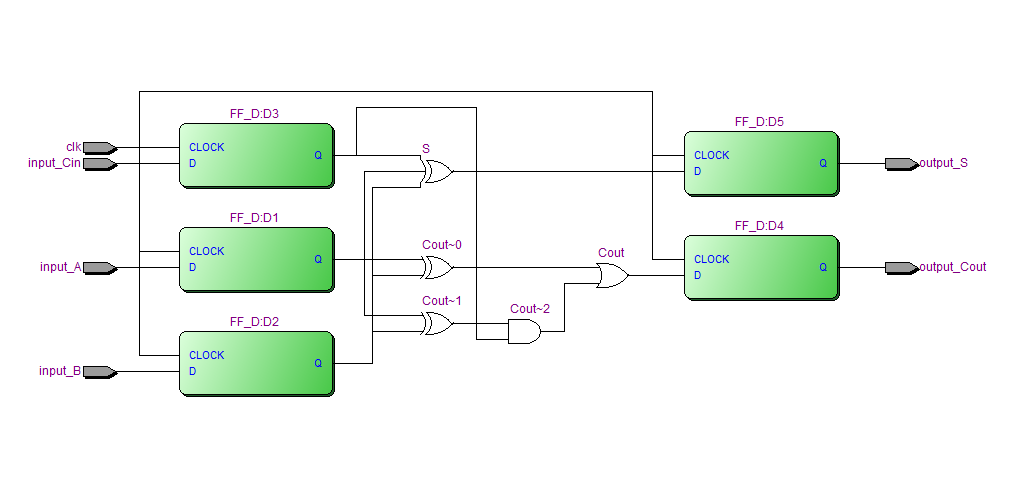 FF_D:D3
clk
CLOCK
input_Cin
D
Q
FF_D:D1
CLOCK
input_A
D
Q
FF_D:D2
CLOCK
input_B
D
Q
S
Cout~0
Cout~1
Cout~2
Cout
FF_D:D5
CLOCK
D
Q
output_S
FF_D:D4
CLOCK
D
Q
output_Cout